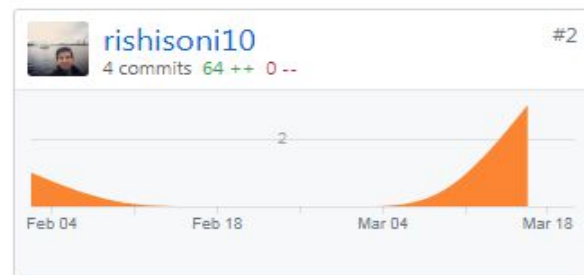 rishisoni10
#2
4 commits 64 ++ 0 --
2
Feb 04 Feb 18 Mar 04 Mar 18